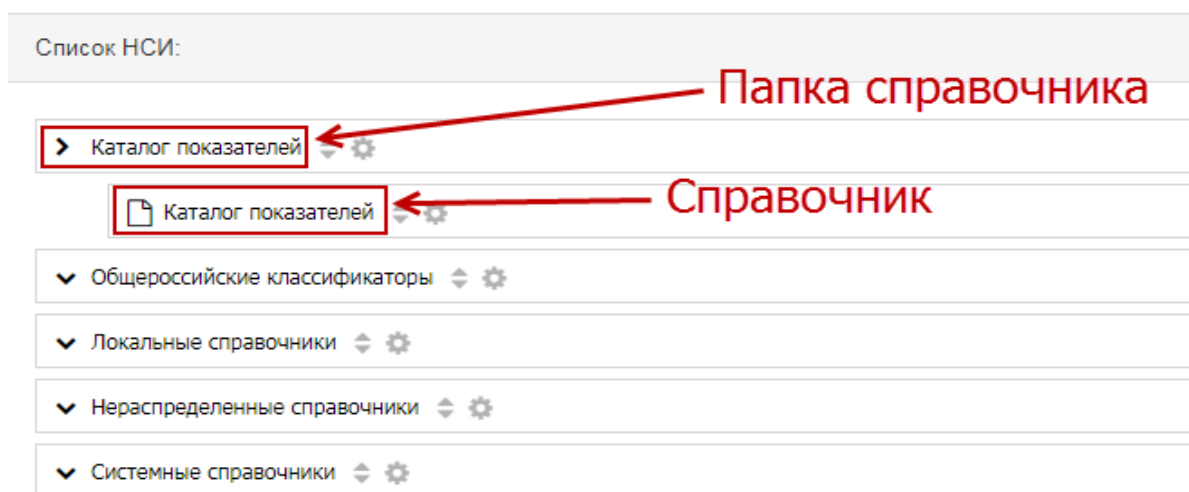 Список НСИ:
Папка справочника
Каталог показателей
Справочник
Каталог показателей
Общероссийские классификаторы
Локальные справочники
Нераспределенные справочники
Системные справочники